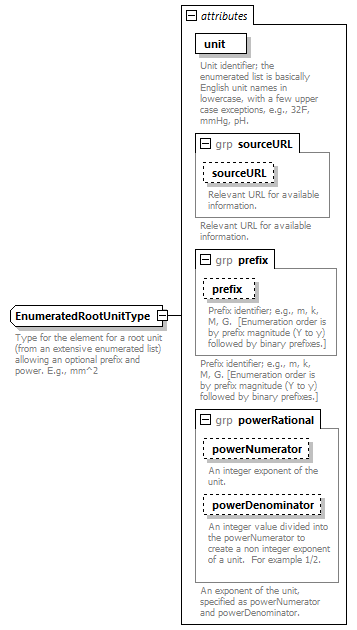 attributes
unit
Unit identifier; the
enumerated list is basically
English unit names in
lowercase, with a few upper
case exceptions, e.g., 32F,
mmHg, pH.
grp sourceURL
sourceURL
Relevant URL for available
information.
Relevant URL for available
information.
grp prefix
prefix
Prefix identifier; e.g., m, k,
M, G.  [Enumeration order is
by prefix magnitude (Y to y)
followed by binary prefixes.]
Prefix identifier; e.g., m, k,
M, G. [Enumeration order is
by prefix magnitude (Y to y)
followed by binary prefixes.]
EnumeratedRootUnitType
Type for the element for a root unit
(from an extensive enumerated list)
allowing an optional prefix and
power. E.g., mm^2
grp powerRational
powerNumerator
An integer exponent of the
unit.
powerDenominator
An integer value divided into
the powerNumerator to
create a non integer exponent
of a unit.  For example 1/2.
An exponent of the unit,
specified as powerNumerator
and powerDenominator.